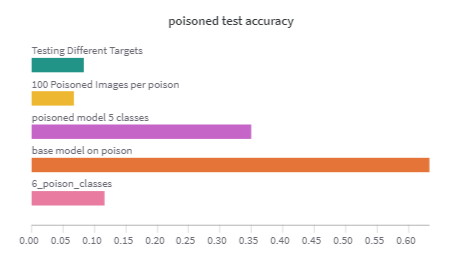 poisoned test accuracy
Testing Different Targets
100 Poisoned Images per poison
poisoned model 5 classes
base model on poison
6_poison_classes
0.00 0.05 0.10 0.15 0.20 0.25 0.30 0.35 0.40 0.45 0.50 0.55 0.60